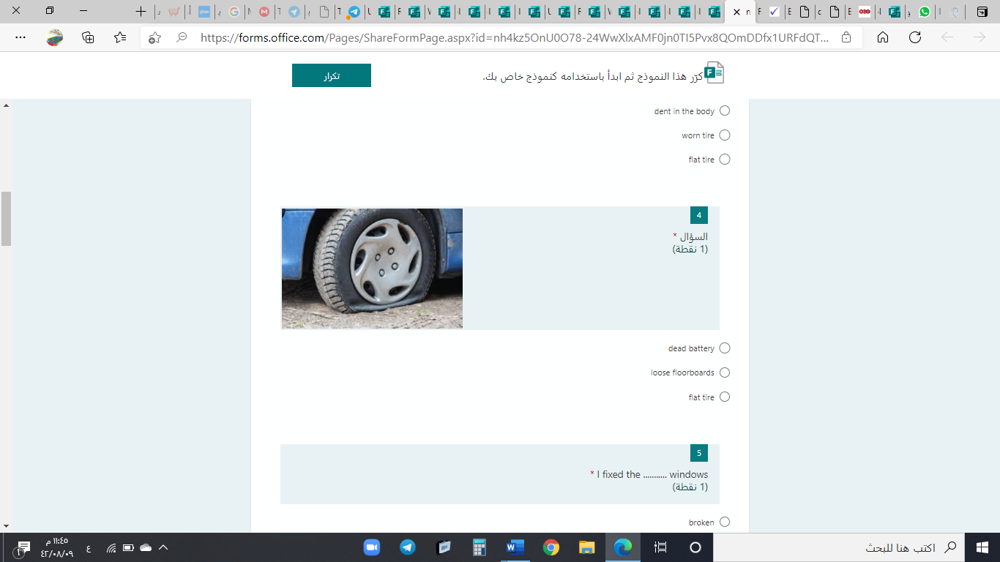 https://forms.office.com/Pages/ShareFormPage.aspx?id=nh4kz5OnU0O78-24WwXlxAMF0jn0TI5Pvx8QOmDDfx1URFdQT...
كرّر هذا النموذج ثم ابدأ باستخدامه كنموذج خاص بك.
تكرار
dent in the body
worn tire
flat tire
4
السؤال *
(1 نقطة)
dead battery
loose floorboards
flat tire
5
* I fixed the ........... windows
(1 نقطة)
broken
اكتب هنا للبحث
ع
١١:٤٥ م
٤٢/٠٨/٠٩